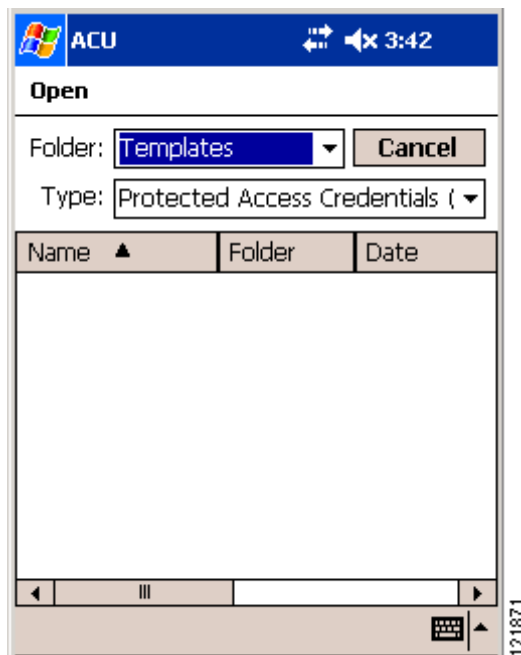 ACU 3:42
Open
Folder: Templates Cancel
Type: Protected Access Credentials (
Name Folder Date
121871